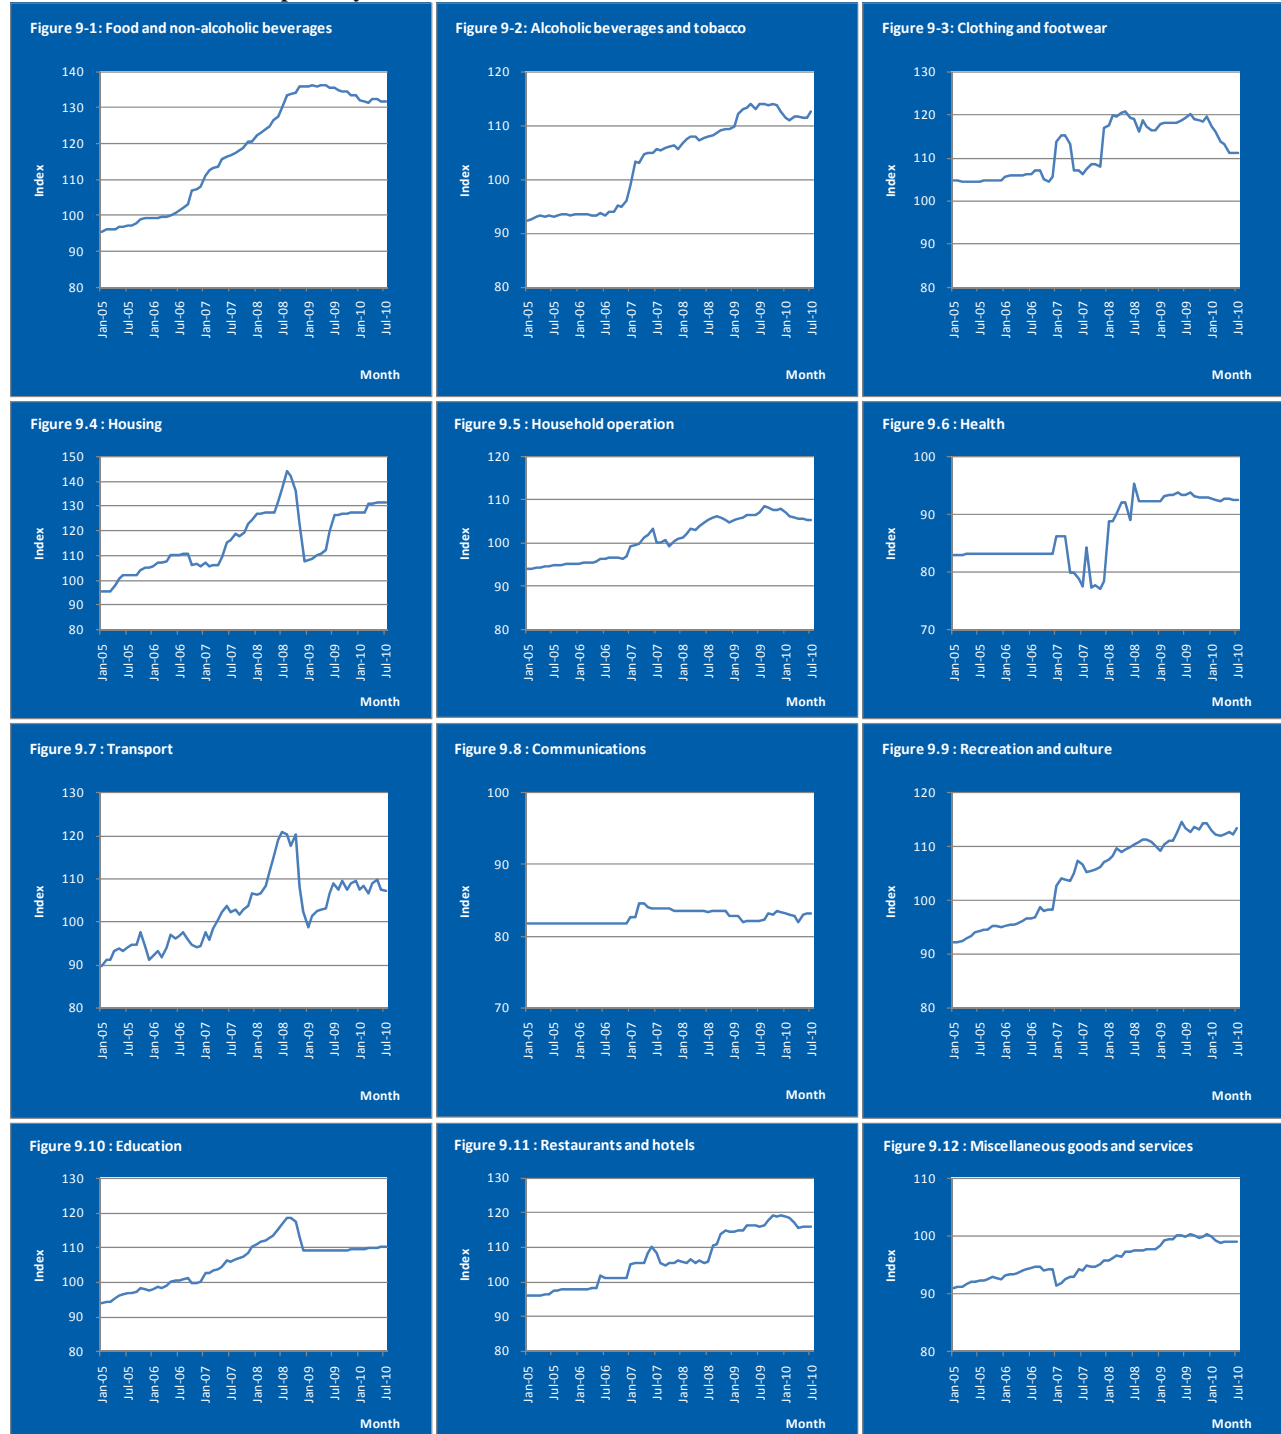 Figure 9-1: Food and non-alcoholic beverages
140
130
120
110
100
90
80
Index
Jan-05
Jul-05
Jan-06
Jul-06
Jan-07
Jul-07
Jan-08
Jul-08
Jan-09
Jul-09
Jan-10
Jul-10
Month
Figure 9-2: Alcoholic beverages and tobacco
120
110
100
90
80
Index
Jan-05
Jul-05
Jan-06
Jul-06
Jan-07
Jul-07
Jan-08
Jul-08
Jan-09
Jul-09
Jan-10
Jul-10
Month
Figure 9-3: Clothing and footwear
130
120
110
100
90
80
Index
Jan-05
Jul-05
Jan-06
Jul-06
Jan-07
Jul-07
Jan-08
Jul-08
Jan-09
Jul-09
Jan-10
Jul-10
Month
Figure 9.4 : Housing
150
140
130
120
110
100
90
80
Index
Jan-05
Jul-05
Jan-06
Jul-06
Jan-07
Jul-07
Jan-08
Jul-08
Jan-09
Jul-09
Jan-10
Jul-10
Month
Figure 9.5 : Household operation
120
110
100
90
80
Index
Jan-05
Jul-05
Jan-06
Jul-06
Jan-07
Jul-07
Jan-08
Jul-08
Jan-09
Jul-09
Jan-10
Jul-10
Month
Figure 9.6 : Health
100
90
80
70
Index
Jan-05
Jul-05
Jan-06
Jul-06
Jan-07
Jul-07
Jan-08
Jul-08
Jan-09
Jul-09
Jan-10
Jul-10
Month
Figure 9.7 : Transport
130
120
110
100
90
80
Index
Jan-05
Jul-05
Jan-06
Jul-06
Jan-07
Jul-07
Jan-08
Jul-08
Jan-09
Jul-09
Jan-10
Jul-10
Month
Figure 9.8 : Communications
100
90
80
70
Index
Jan-05
Jul-05
Jan-06
Jul-06
Jan-07
Jul-07
Jan-08
Jul-08
Jan-09
Jul-09
Jan-10
Jul-10
Month
Figure 9.9 : Recreation and culture
120
110
100
90
80
Index
Jan-05
Jul-05
Jan-06
Jul-06
Jan-07
Jul-07
Jan-08
Jul-08
Jan-09
Jul-09
Jan-10
Jul-10
Month
Figure 9.10 : Education
130
120
110
100
90
80
Index
Jan-05
Jul-05
Jan-06
Jul-06
Jan-07
Jul-07
Jan-08
Jul-08
Jan-09
Jul-09
Jan-10
Jul-10
Month
Figure 9.11 : Restaurants and hotels
130
120
110
100
90
80
Index
Jan-05
Jul-05
Jan-06
Jul-06
Jan-07
Jul-07
Jan-08
Jul-08
Jan-09
Jul-09
Jan-10
Jul-10
Month
Figure 9.12 : Miscellaneous goods and services
110
100
90
80
Index
Jan-05
Jul-05
Jan-06
Jul-06
Jan-07
Jul-07
Jan-08
Jul-08
Jan-09
Jul-09
Jan-10
Jul-10
Month